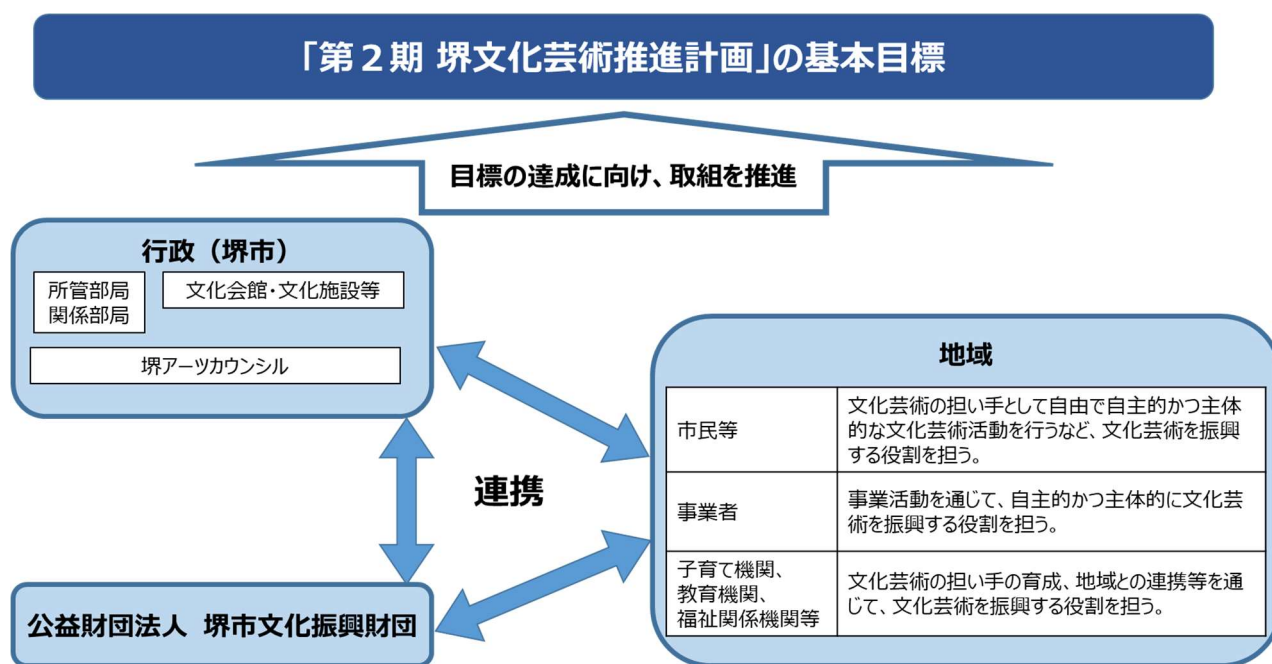 「第２期 堺文化芸術推進計画」の基本目標
目標の達成に向け、取組を推進
行政（堺市）
所管部局
関係部局
文化会館・文化施設等
堺アーツカウンシル
連携
公益財団法人 堺市文化振興財団
地域
市民等
文化芸術の担い手として自由で自主的かつ主体
的な文化芸術活動を行うなど、文化芸術を振興
する役割を担う。
事業者
事業活動を通じて、自主的かつ主体的に文化芸
術を振興する役割を担う。
子育て機関、
教育機関、
福祉関係機関等
文化芸術の担い手の育成、地域との連携等を通
じて、文化芸術を振興する役割を担う。